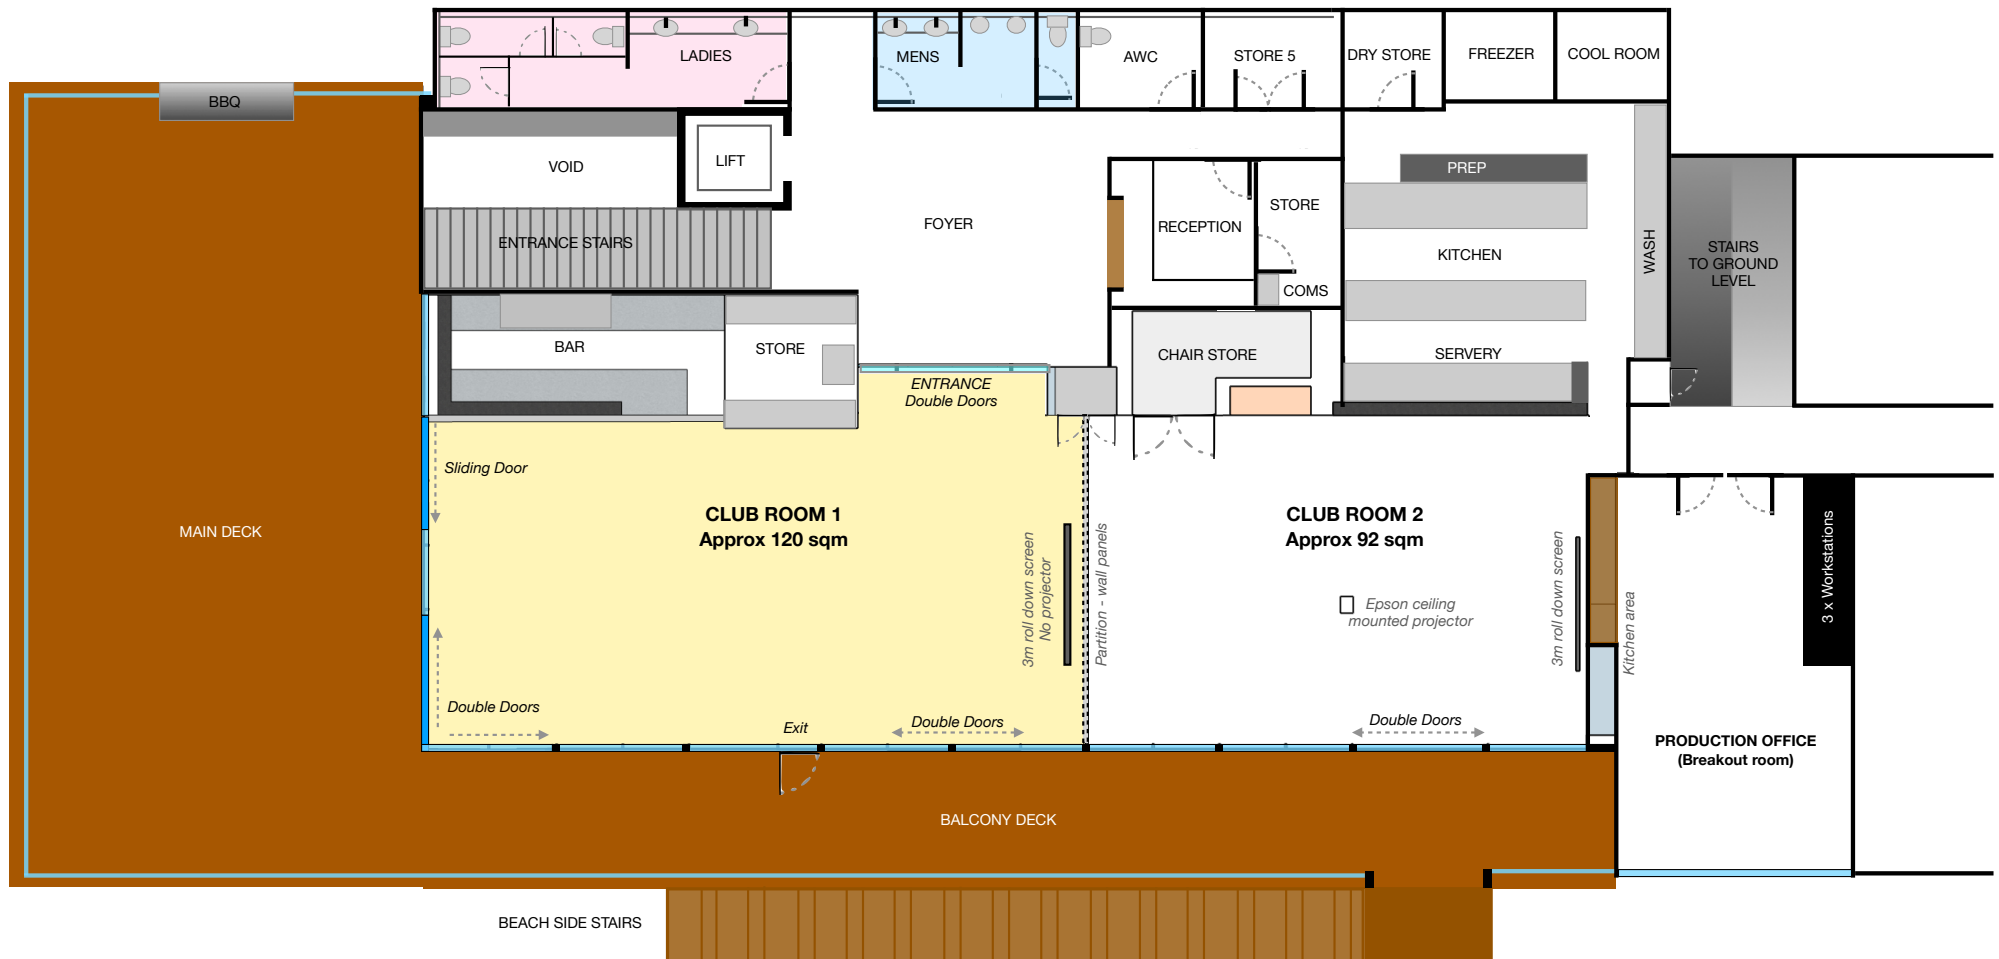 LADIES
MENS
AWC
STORE 5
DRY STORE
FREEZER
COOL ROOM
BBQ
VOID
LIFT
PREP
FOYER
RECEPTION
STORE
ENTRANCE STAIRS
KITCHEN
WASH
STAIRS
TO GROUND
LEVEL
COMS
BAR
STORE
CHAIR STORE
SERVERY
ENTRANCE
Double Doors
Sliding Door
MAIN DECK
CLUB ROOM 1
Approx 120 sqm
3m roll down screen
No projector
Partition - wall panels
CLUB ROOM 2
Approx 92 sqm
Epson ceiling
mounted projector
3m roll down screen
Kitchen area
3 x Workstations
Double Doors
Exit
Double Doors
Double Doors
PRODUCTION OFFICE
(Breakout room)
BALCONY DECK
BEACH SIDE STAIRS